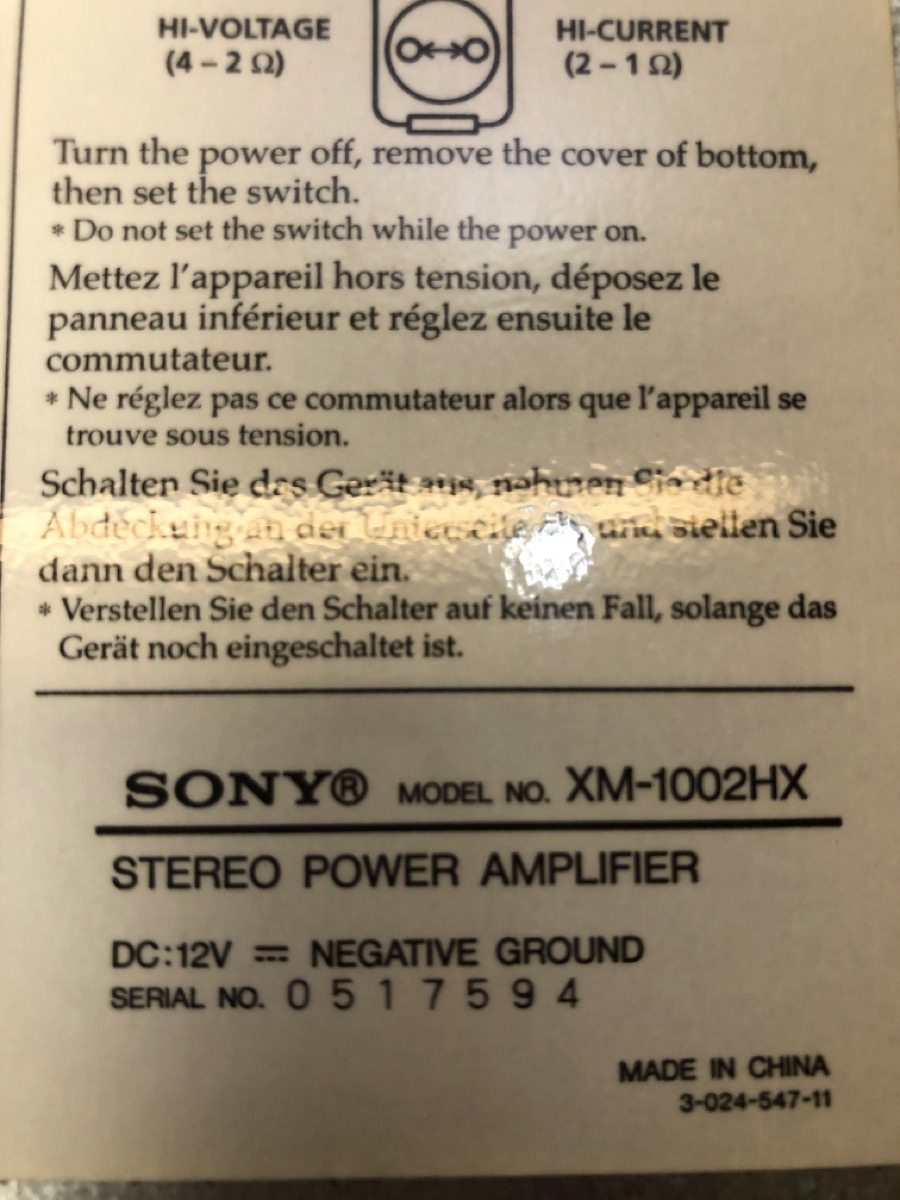 HI-VOLTAGE
(4 – 2 Ω)
HI-CURRENT
(2 – 1 Ω)
Turn the power off, remove the cover of bottom,
then set the switch.
* Do not set the switch while the power on.
Mettez l'appareil hors tension, déposez le
panneau inférieur et réglez ensuite le
commutateur.
* Ne réglez pas ce commutateur alors que l'appareil se
trouve sous tension.
Schalten Sie das Gerät aus, nehmen Sie die
Abdeckung an der Unterseite ab und stellen Sie
dann den Schalter ein.
* Verstellen Sie den Schalter auf keinen Fall, solange das
Gerät noch eingeschaltet ist.
SONY® MODEL NO. XM-1002HX
STEREO POWER AMPLIFIER
DC:12V ⎓ NEGATIVE GROUND
SERIAL NO. 0517594
MADE IN CHINA
3-024-547-11